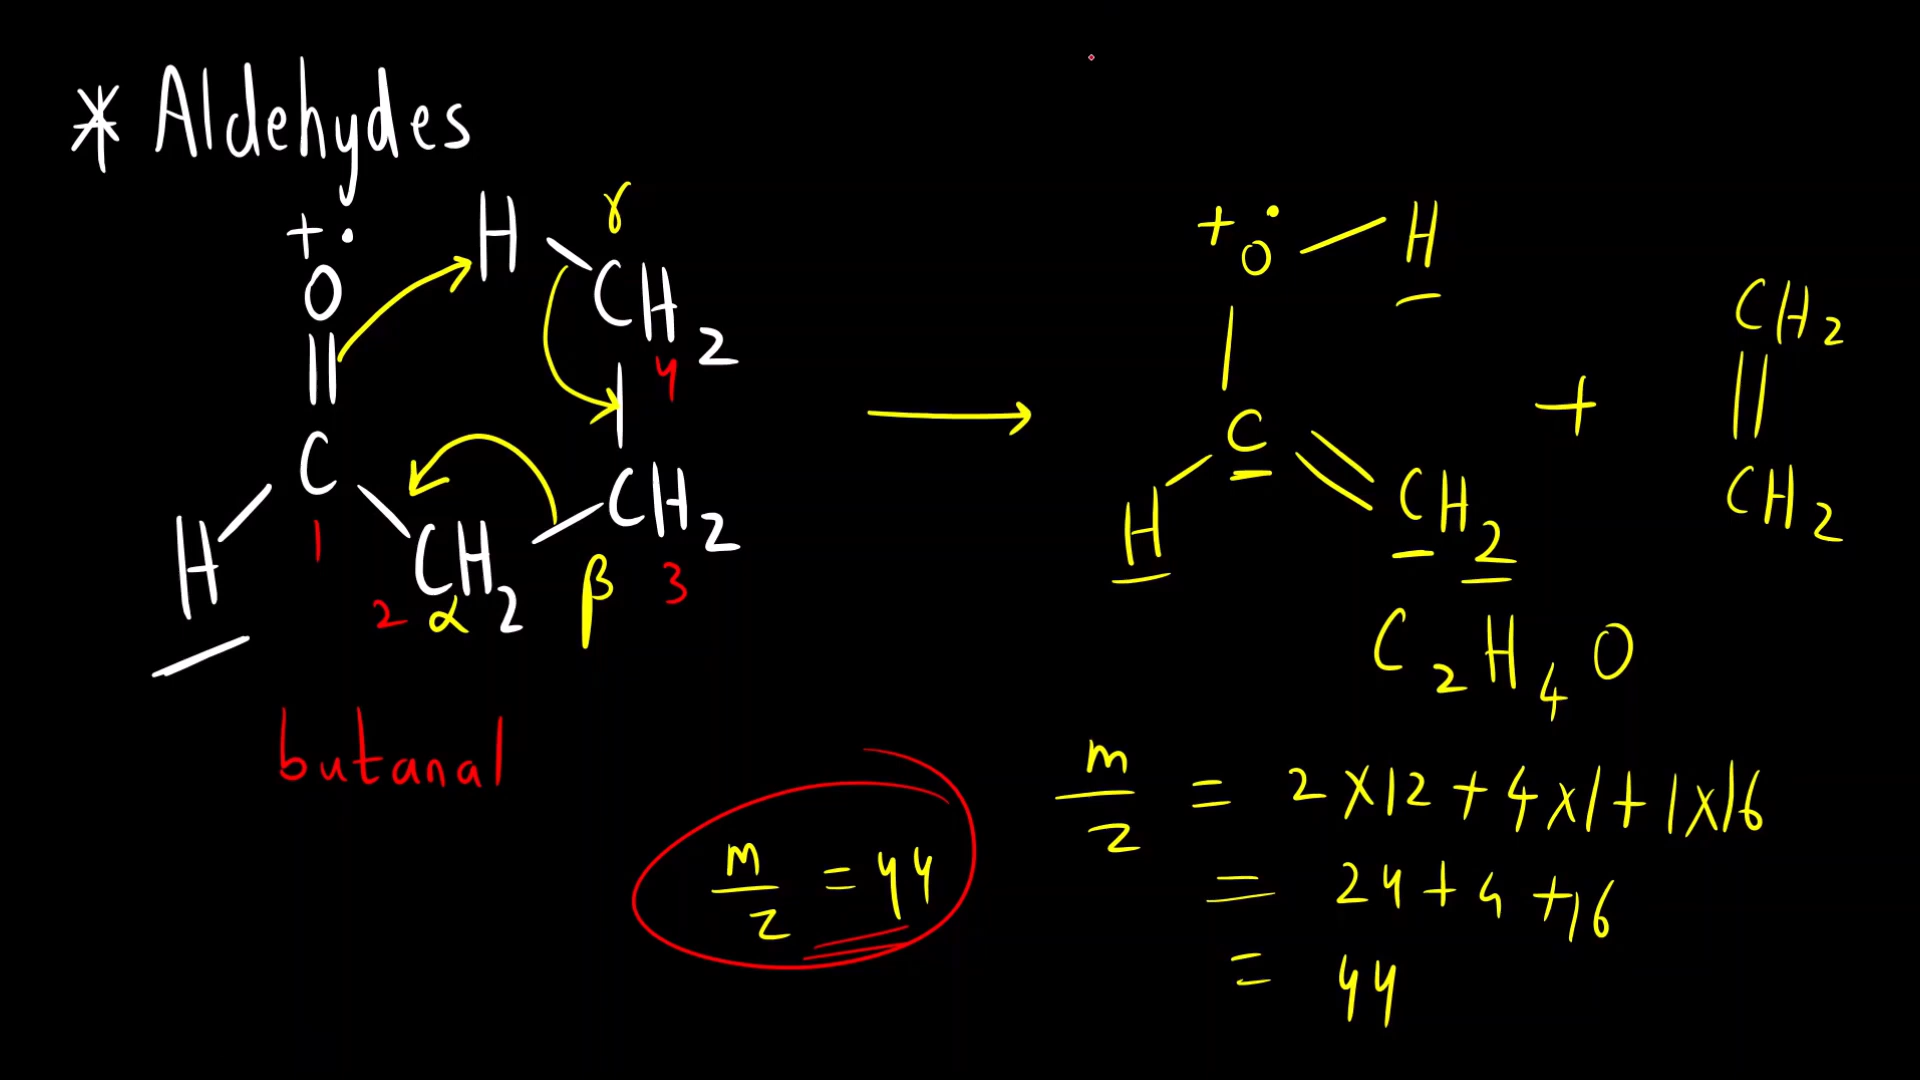 * Aldehydes
+•
O
||
C
H
1
CH2
2 α
H
γ
CH2
4
CH2
β 3
butanal
→
+•
O — H
C
H
CH2
+
CH2
||
CH2
C2H4O
m/z = 2 X 12 + 4 x 1 + 1 X 16
= 24 + 4 + 16
= 44
m/z = 44